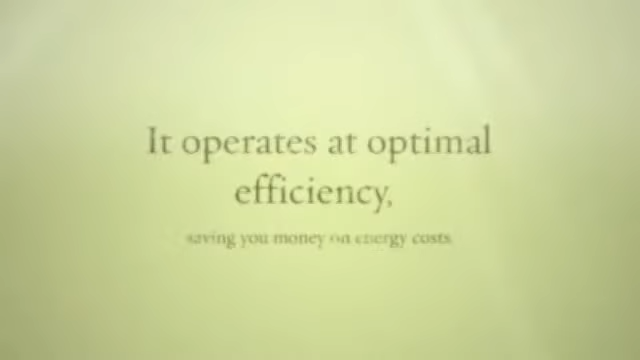 It operates at optimal
efficiency,
saving you money on energy costs